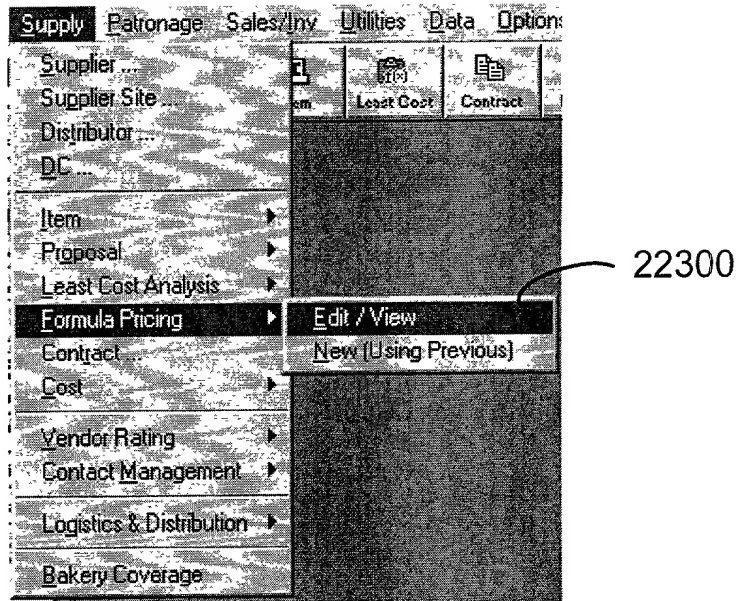 Supply Patronage Sales/Inv Utilities Data Option
Supplier ...
Supplier Site ...
Distributor ...
DC ...
Least Cost Contract
Item
Proposal
Least Cost Analysis
Formula Pricing
Edit / View
22300
New (Using Previous)
Contract ...
Cost
Vendor Rating
Contact Management
Logistics & Distribution
Bakery Coverage